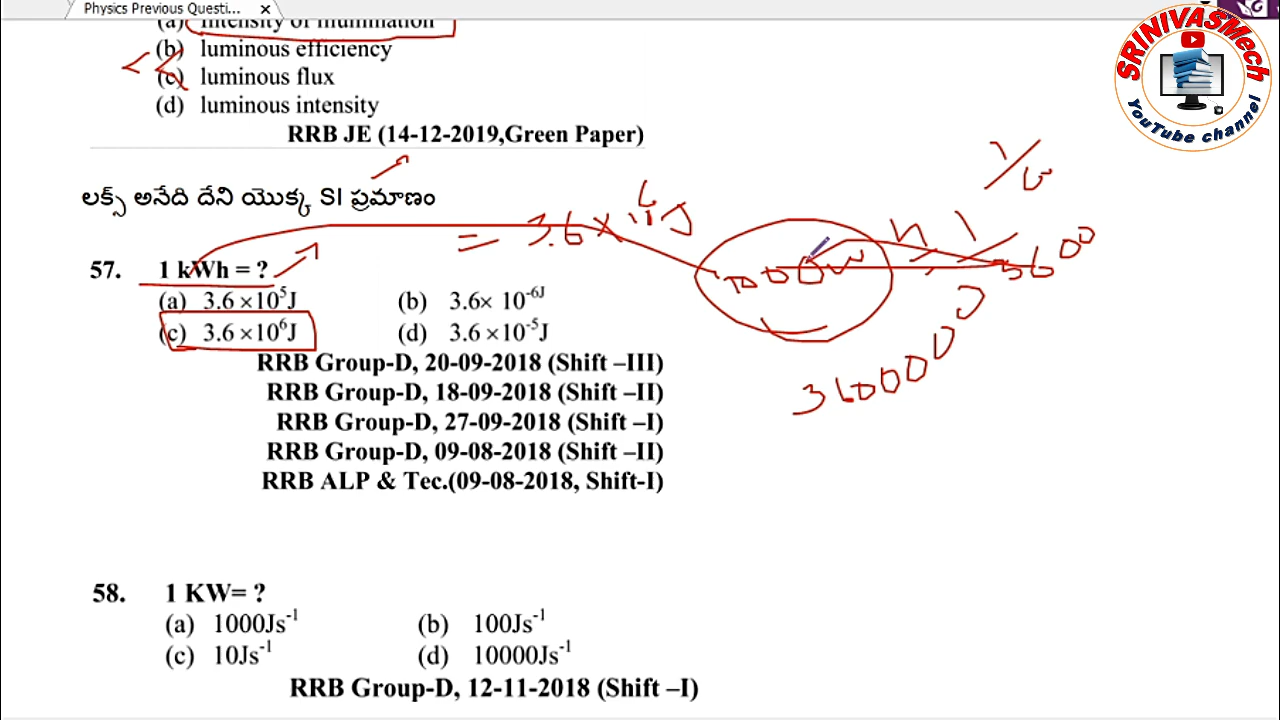 Physics Previous Questi... ×
(a) intensity of illumination
(b) luminous efficiency
(c) luminous flux
(d) luminous intensity
RRB JE (14-12-2019,Green Paper)
లక్స్ అనేది దేని యొక్క SI ప్రమాణం
57. 1 kWh = ?
(a) 3.6 ×10⁵J (b) 3.6× 10⁻⁶ᴶ
(c) 3.6 ×10⁶J (d) 3.6 ×10⁻⁵J
RRB Group-D, 20-09-2018 (Shift –III)
RRB Group-D, 18-09-2018 (Shift –II)
RRB Group-D, 27-09-2018 (Shift –I)
RRB Group-D, 09-08-2018 (Shift –II)
RRB ALP & Tec.(09-08-2018, Shift-I)
58. 1 KW= ?
(a) 1000Js⁻¹ (b) 100Js⁻¹
(c) 10Js⁻¹ (d) 10000Js⁻¹
RRB Group-D, 12-11-2018 (Shift –I)
= 3.6 ×
1000W
3600
SRINIVASMech
YouTube channel